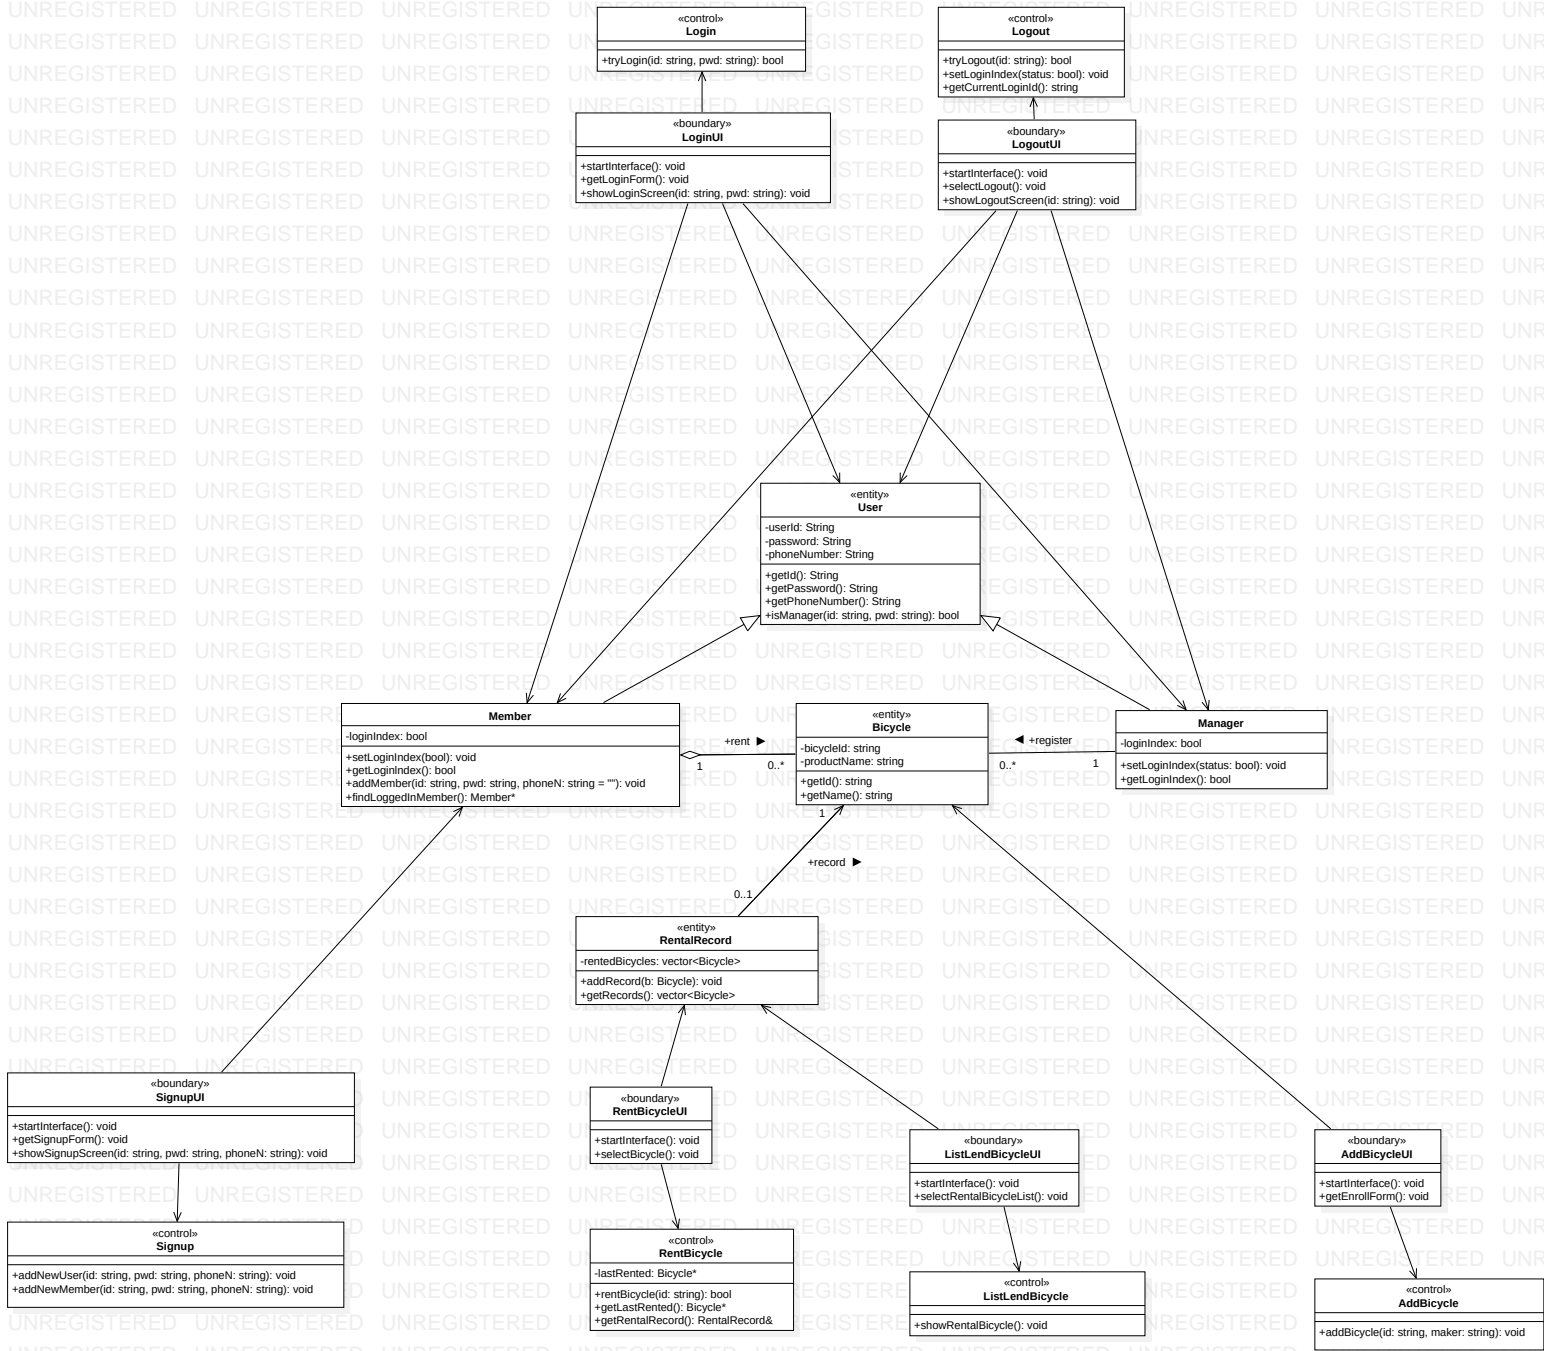 «control»
Login
+tryLogin(id: string, pwd: string): bool
«control»
Logout
+tryLogout(id: string): bool
+setLoginIndex(status: bool): void
+getCurrentLoginId(): string
«boundary»
LoginUI
+startInterface(): void
+getLoginForm(): void
+showLoginScreen(id: string, pwd: string): void
«boundary»
LogoutUI
+startInterface(): void
+selectLogout(): void
+showLogoutScreen(id: string): void
«entity»
User
-userId: String
-password: String
-phoneNumber: String
+getId(): String
+getPassword(): String
+getPhoneNumber(): String
+isManager(id: string, pwd: string): bool
Member
-loginIndex: bool
+setLoginIndex(bool): void
+getLoginIndex(): bool
+addMember(id: string, pwd: string, phoneN: string = ""): void
+findLoggedInMember(): Member*
+rent ►
1
0..*
«entity»
Bicycle
-bicycleId: string
-productName: string
+getId(): string
+getName(): string
◄ +register
0..*
1
Manager
-loginIndex: bool
+setLoginIndex(status: bool): void
+getLoginIndex(): bool
1
+record ►
0..1
«entity»
RentalRecord
-rentedBicycles: vector<Bicycle>
+addRecord(b: Bicycle): void
+getRecords(): vector<Bicycle>
«boundary»
SignupUI
+startInterface(): void
+getSignupForm(): void
+showSignupScreen(id: string, pwd: string, phoneN: string): void
«boundary»
RentBicycleUI
+startInterface(): void
+selectBicycle(): void
«boundary»
ListLendBicycleUI
+startInterface(): void
+selectRentalBicycleList(): void
«boundary»
AddBicycleUI
+startInterface(): void
+getEnrollForm(): void
«control»
Signup
+addNewUser(id: string, pwd: string, phoneN: string): void
+addNewMember(id: string, pwd: string, phoneN: string): void
«control»
RentBicycle
-lastRented: Bicycle*
+rentBicycle(id: string): bool
+getLastRented(): Bicycle*
+getRentalRecord(): RentalRecord&
«control»
ListLendBicycle
+showRentalBicycle(): void
«control»
AddBicycle
+addBicycle(id: string, maker: string): void
UNREGISTERED